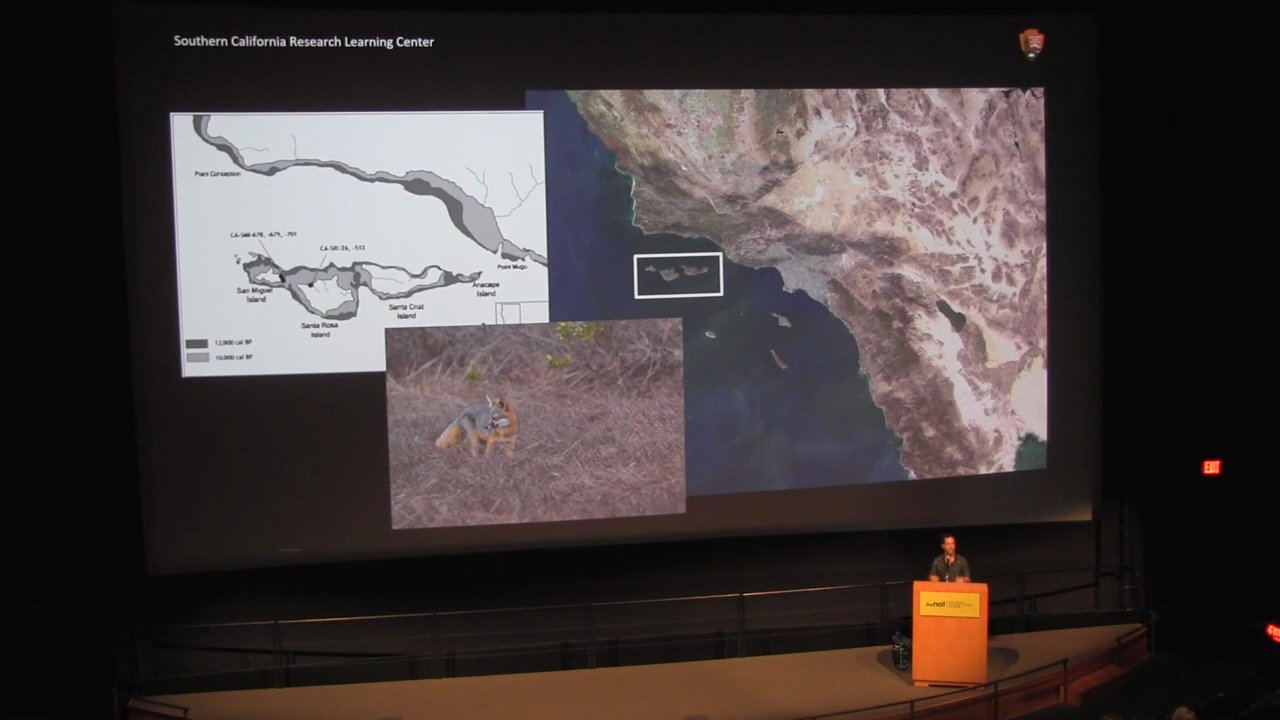 Southern California Research Learning Center
Point Conception
CA-SMI-678, -679, -701
CA-SRI-26, -512
Point Mugu
San Miguel
Island
Anacapa
Island
Santa Cruz
Island
Santa Rosa
Island
12,000 cal BP
10,000 cal BP
EXIT
thenat